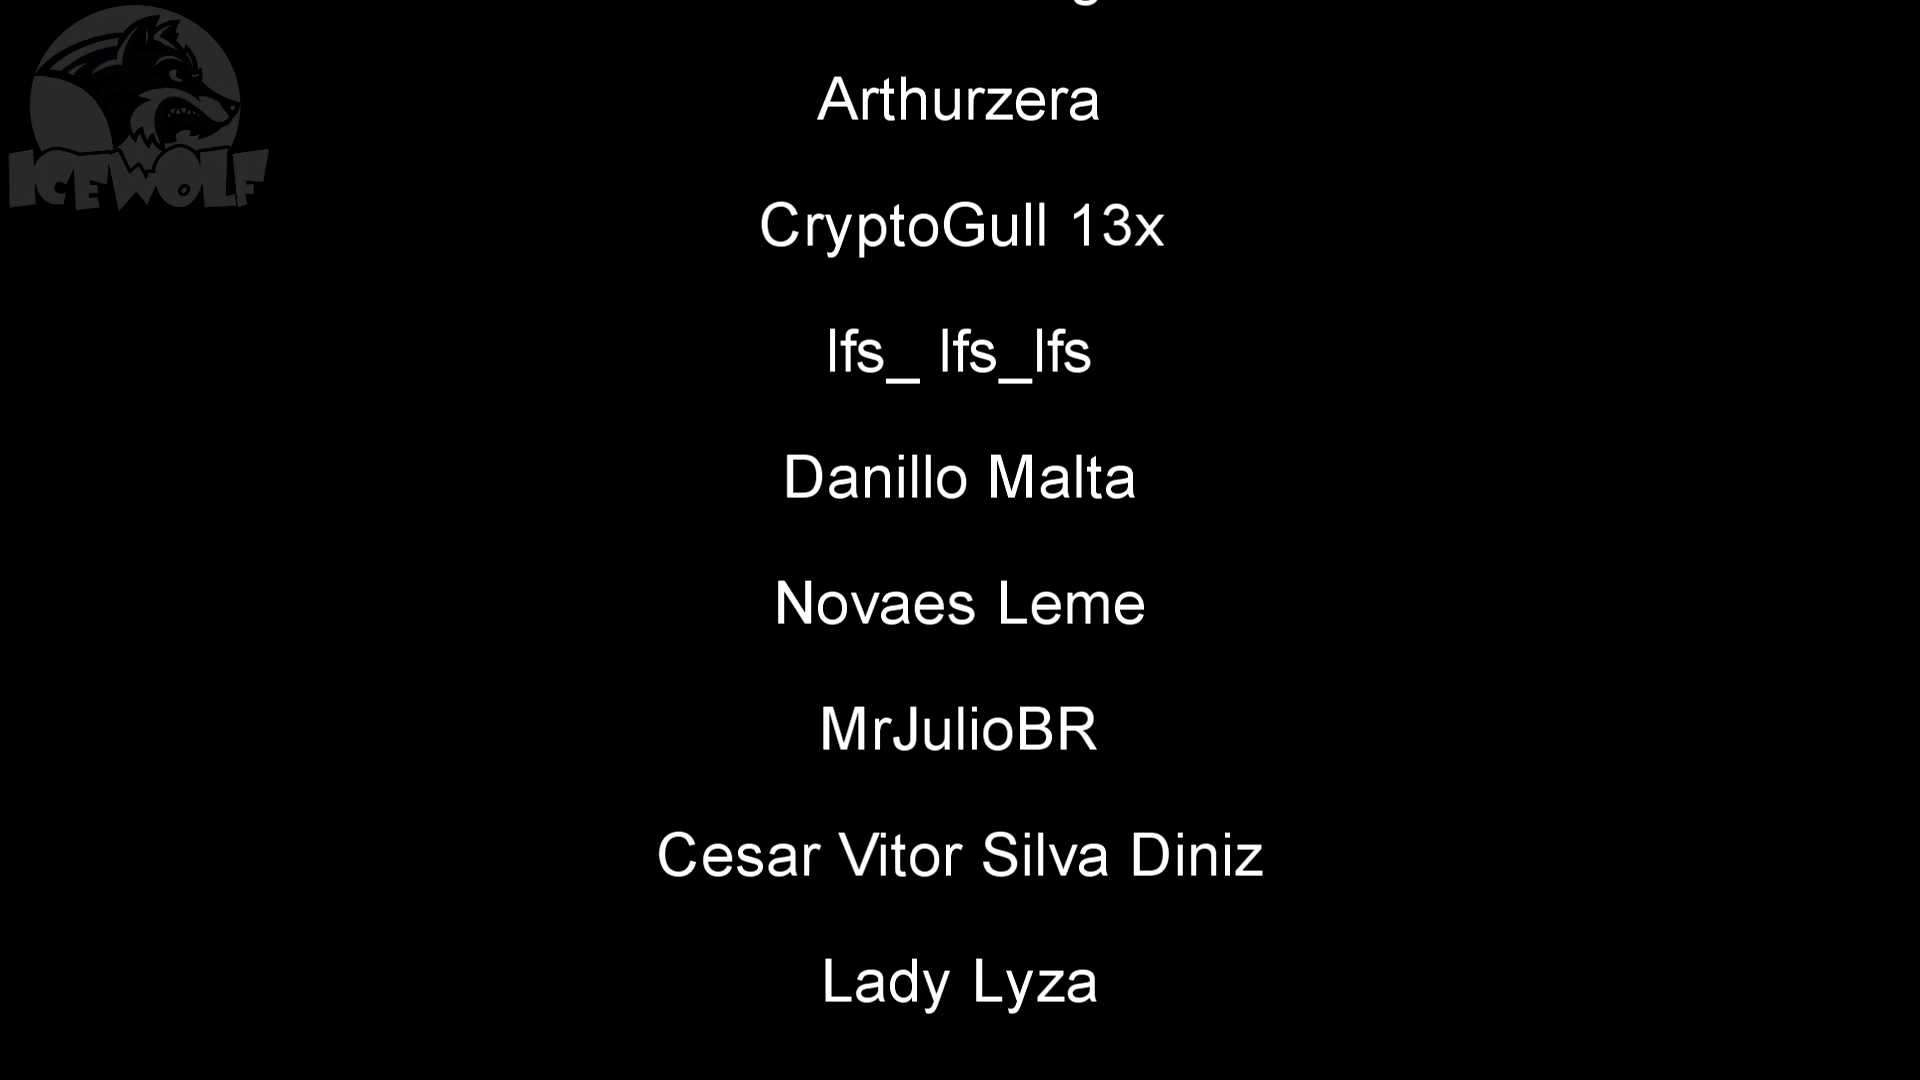 ICEWOLF
Arthurzera
CryptoGull 13x
lfs_ lfs_lfs
Danillo Malta
Novaes Leme
MrJulioBR
Cesar Vitor Silva Diniz
Lady Lyza